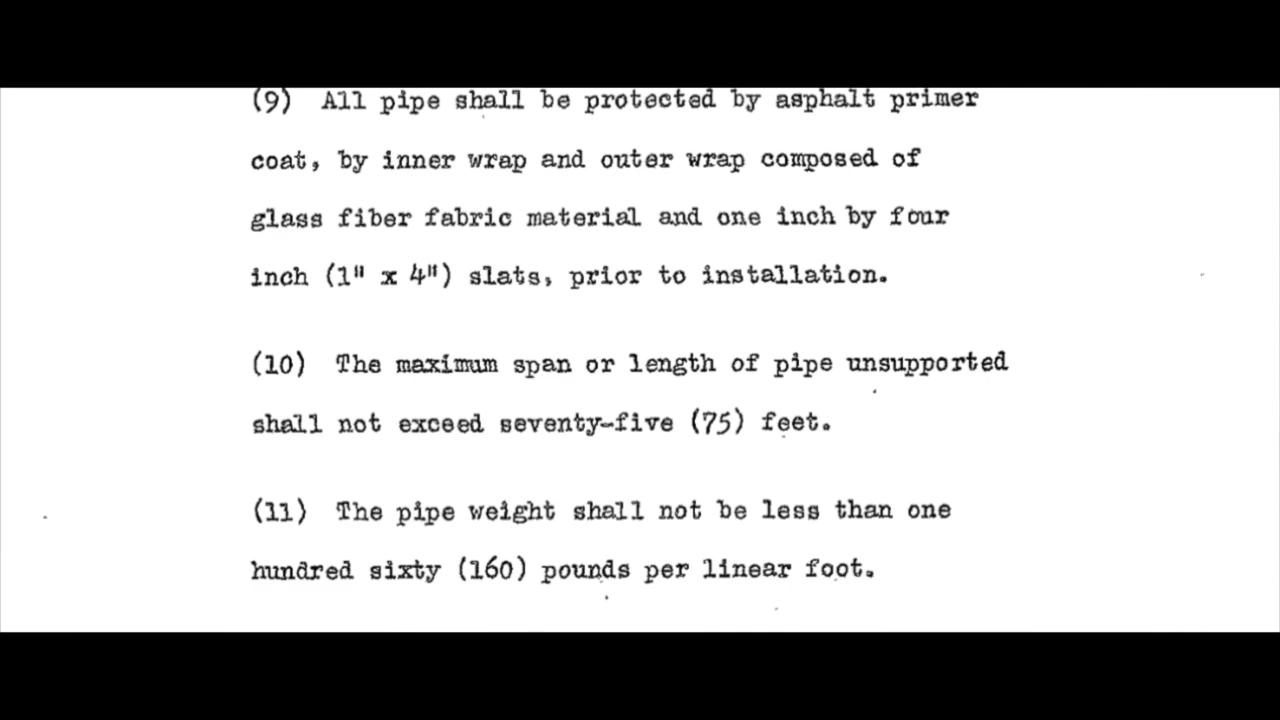 (9) All pipe shall be protected by asphalt primer
coat, by inner wrap and outer wrap composed of
glass fiber fabric material and one inch by four
inch (1" x 4") slats, prior to installation.
(10) The maximum span or length of pipe unsupported
shall not exceed seventy-five (75) feet.
(11) The pipe weight shall not be less than one
hundred sixty (160) pounds per linear foot.